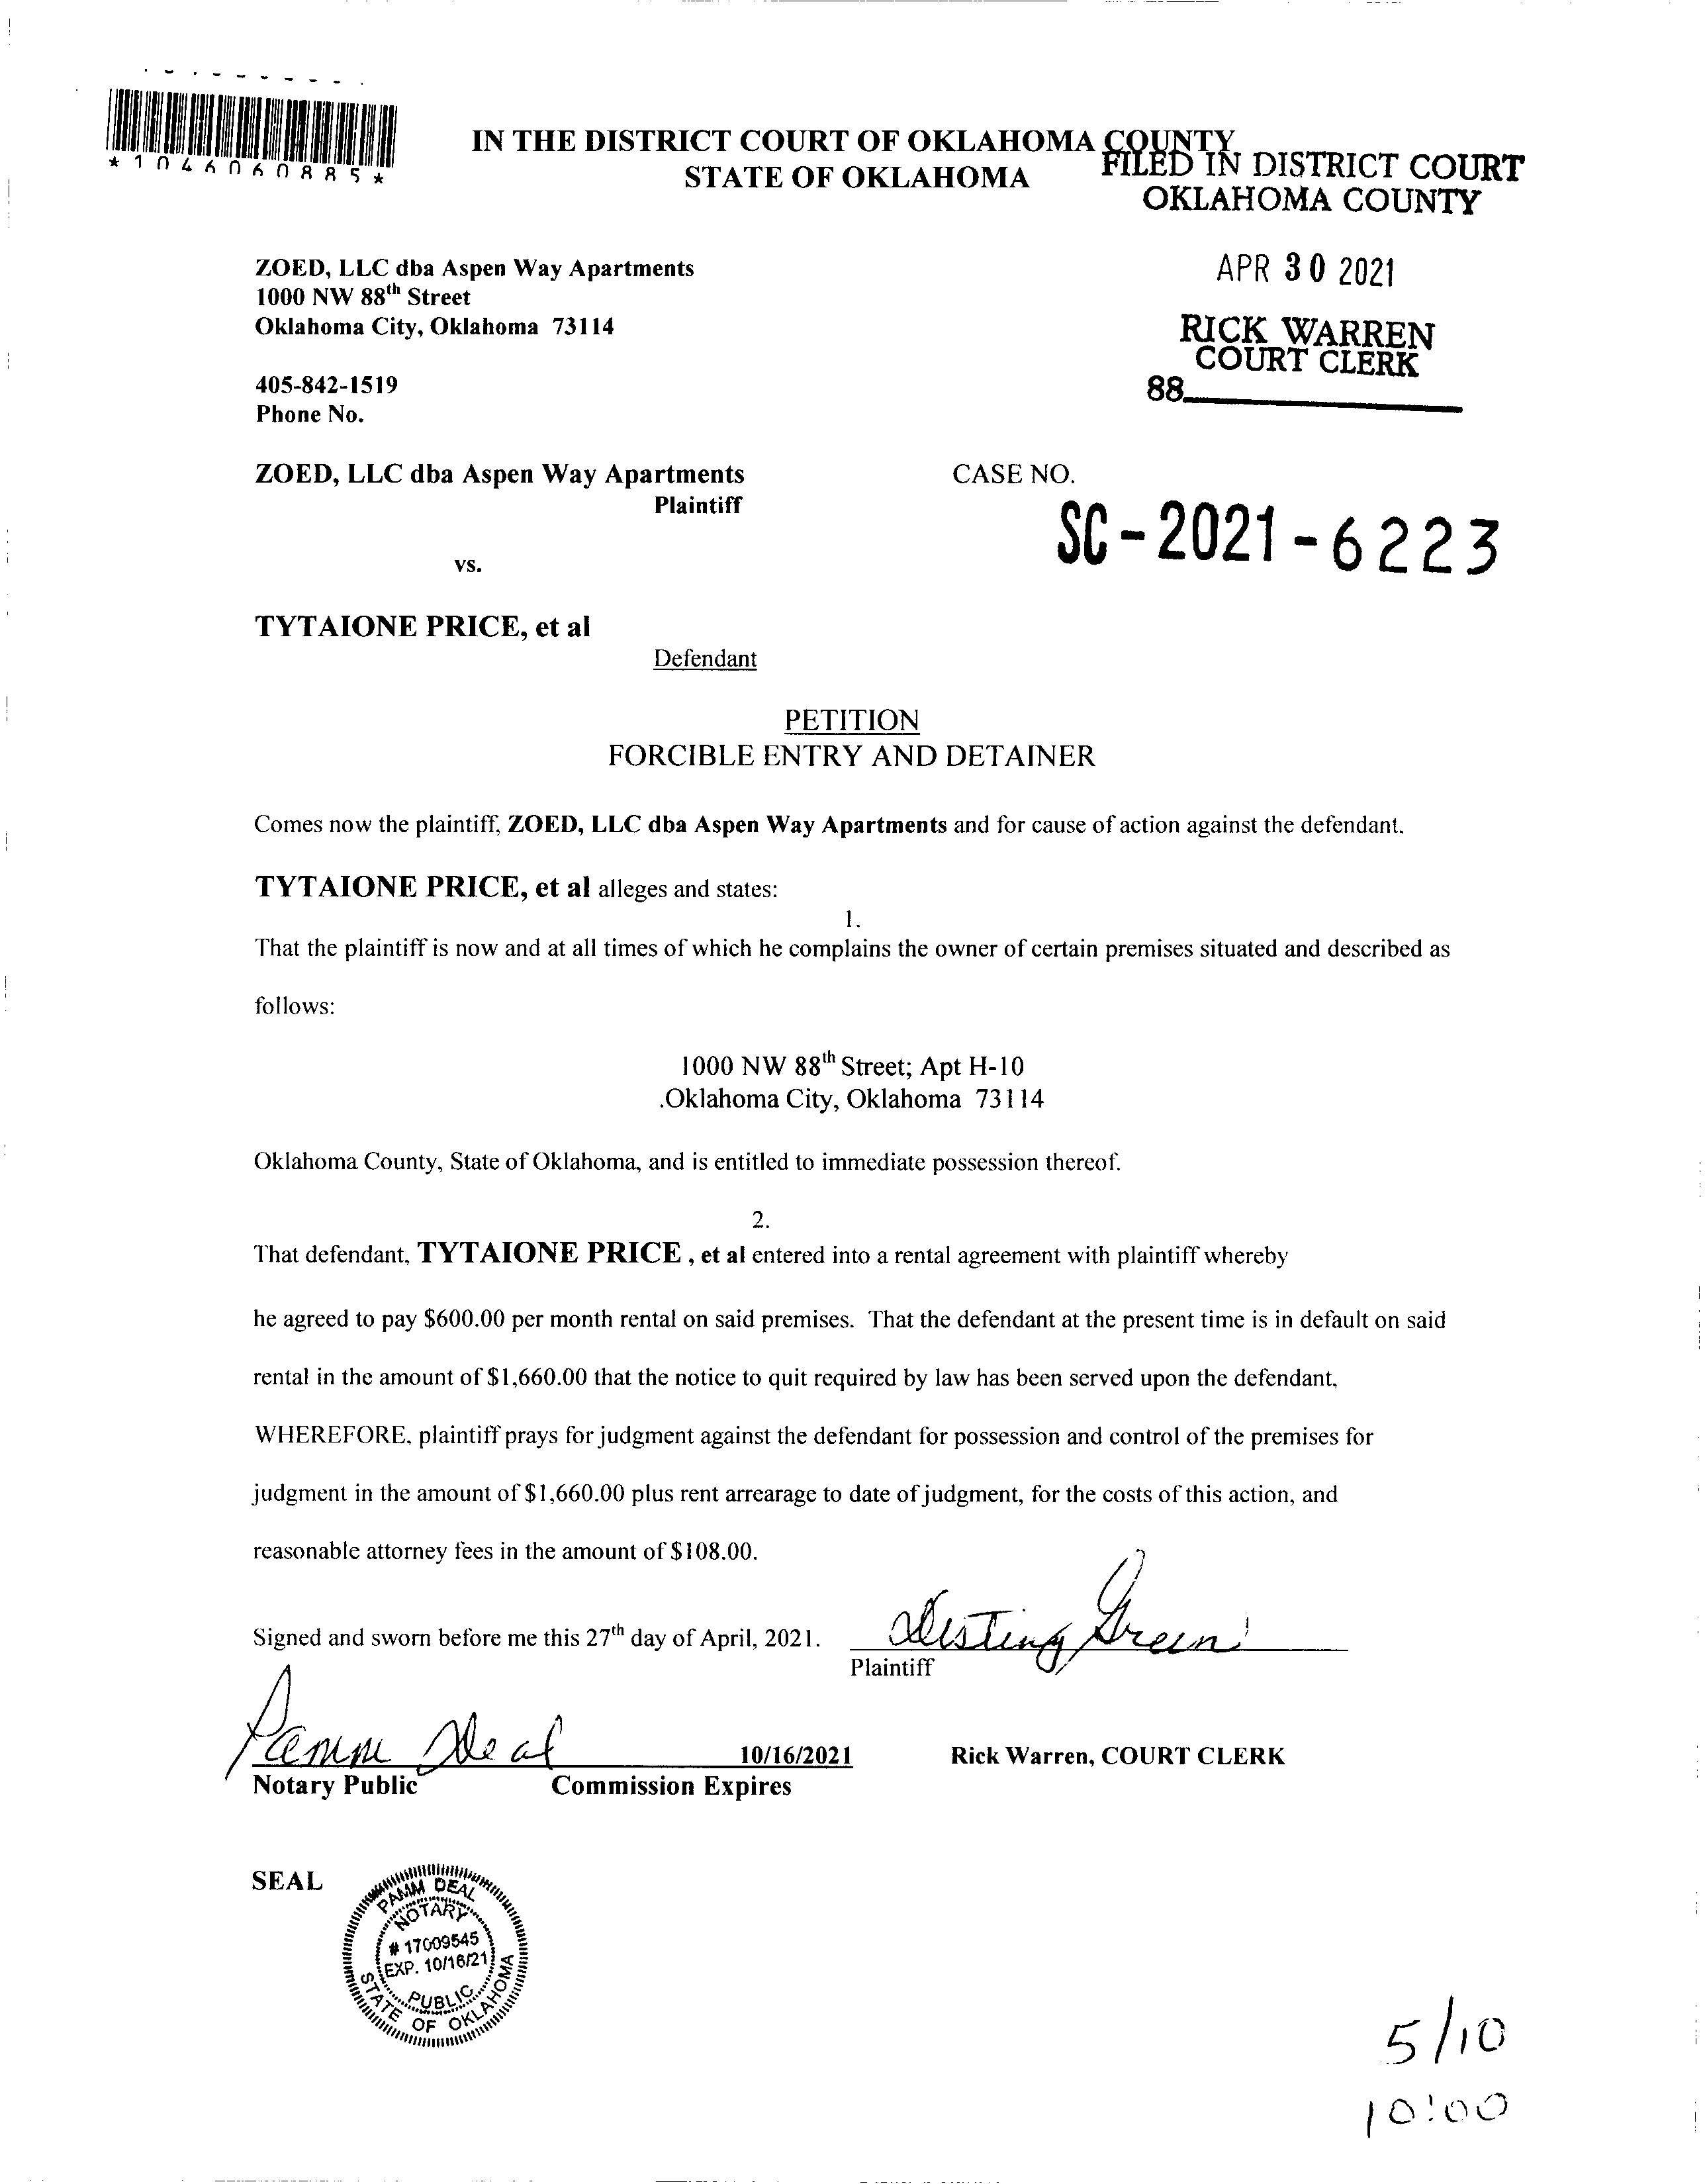 *1046060885*
IN THE DISTRICT COURT OF OKLAHOMA COUNTY
STATE OF OKLAHOMA
FILED IN DISTRICT COURT
OKLAHOMA COUNTY
APR 30 2021
RICK WARREN
COURT CLERK
88
ZOED, LLC dba Aspen Way Apartments
1000 NW 88th Street
Oklahoma City, Oklahoma 73114
405-842-1519
Phone No.
ZOED, LLC dba Aspen Way Apartments
Plaintiff
CASE NO.
SC-2021-6223
vs.
TYTAIONE PRICE, et al
Defendant
PETITION
FORCIBLE ENTRY AND DETAINER
Comes now the plaintiff, ZOED, LLC dba Aspen Way Apartments and for cause of action against the defendant.
TYTAIONE PRICE, et al alleges and states:
1.
That the plaintiff is now and at all times of which he complains the owner of certain premises situated and described as
follows:
1000 NW 88th Street; Apt H-10
.Oklahoma City, Oklahoma 73114
Oklahoma County, State of Oklahoma, and is entitled to immediate possession thereof.
2.
That defendant, TYTAIONE PRICE , et al entered into a rental agreement with plaintiff whereby
he agreed to pay $600.00 per month rental on said premises. That the defendant at the present time is in default on said
rental in the amount of $1,660.00 that the notice to quit required by law has been served upon the defendant,
WHEREFORE, plaintiff prays for judgment against the defendant for possession and control of the premises for
judgment in the amount of $1,660.00 plus rent arrearage to date of judgment, for the costs of this action, and
reasonable attorney fees in the amount of $108.00.
Signed and sworn before me this 27th day of April, 2021.
Destiny Green
Plaintiff
Pamm Deal
10/16/2021
Rick Warren, COURT CLERK
Notary Public
Commission Expires
SEAL
PAMM DEAL
NOTARY
# 17009545
EXP. 10/16/21
PUBLIC
STATE OF OKLAHOMA
5/10
10:00